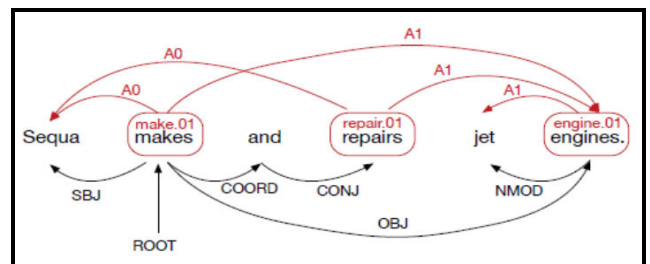 A1
A0
A1
A0
A1
make.01
repair.01
engine.01
Sequa makes and repairs jet engines.
COORD
CONJ
SBJ
NMOD
OBJ
ROOT